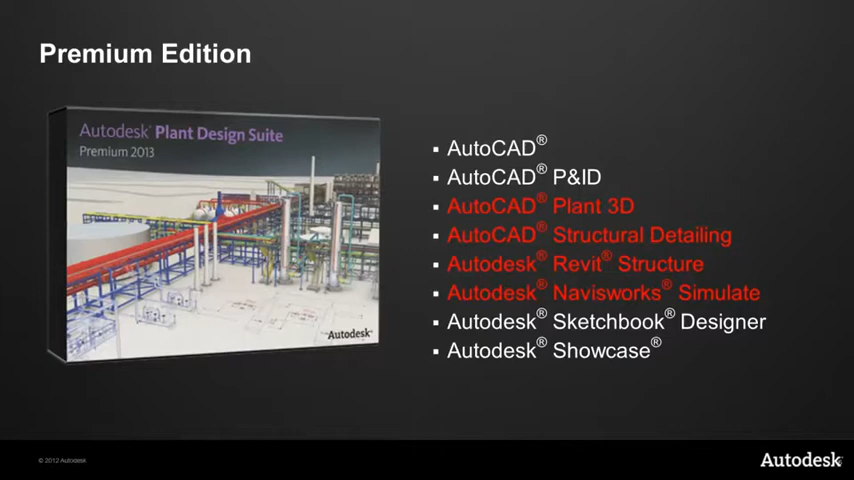 Premium Edition
Autodesk® Plant Design Suite
Premium 2013
Autodesk™
AutoCAD®
AutoCAD® P&ID
AutoCAD® Plant 3D
AutoCAD® Structural Detailing
Autodesk® Revit® Structure
Autodesk® Navisworks® Simulate
Autodesk® Sketchbook® Designer
Autodesk® Showcase®
© 2012 Autodesk
Autodesk